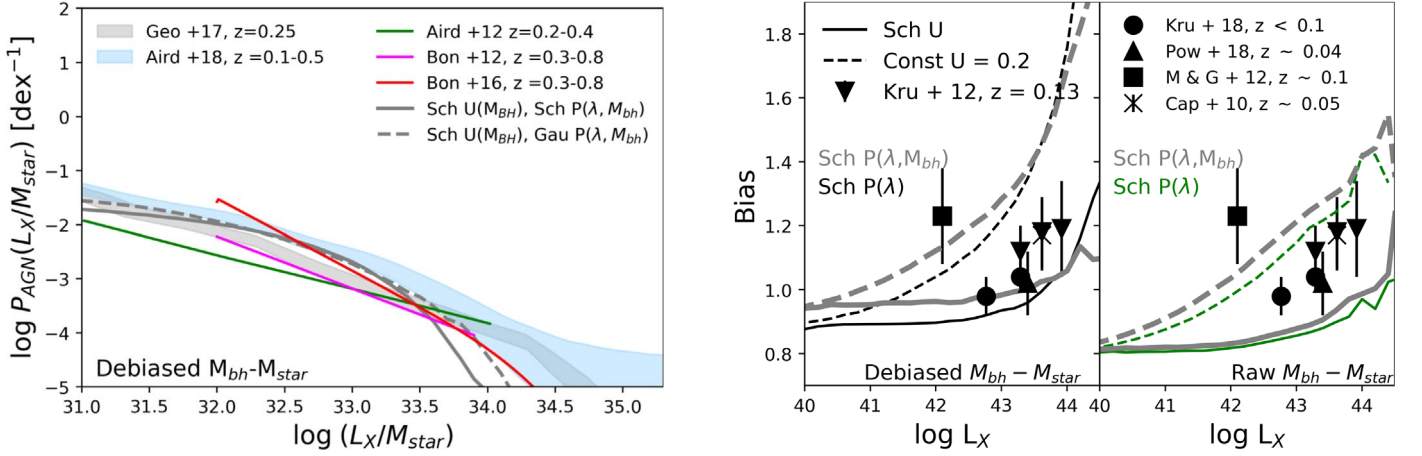 2
1
0
−1
−2
−3
−4
−5
log P_AGN(L_X/M_star) [dex⁻¹]
Geo +17, z=0.25
Aird +18, z =0.1-0.5
Aird +12 z=0.2-0.4
Bon +12, z=0.3-0.8
Bon +16, z=0.3-0.8
Sch U(M_BH), Sch P(λ, M_bh)
Sch U(M_BH), Gau P(λ, M_bh)
Debiased M_bh-M_star
31.0 31.5 32.0 32.5 33.0 33.5 34.0 34.5 35.0
log (L_X/M_star)
1.8
1.6
1.4
1.2
1.0
0.8
Bias
Sch U
Const U = 0.2
Kru + 12, z = 0.13
Sch P(λ,M_bh)
Sch P(λ)
Debiased M_bh − M_star
40 41 42 43 44
log L_X
Kru + 18, z < 0.1
Pow + 18, z ∼ 0.04
M & G + 12, z ∼ 0.1
Cap + 10, z ∼ 0.05
Sch P(λ,M_bh)
Sch P(λ)
Raw M_bh − M_star
40 41 42 43 44
log L_X